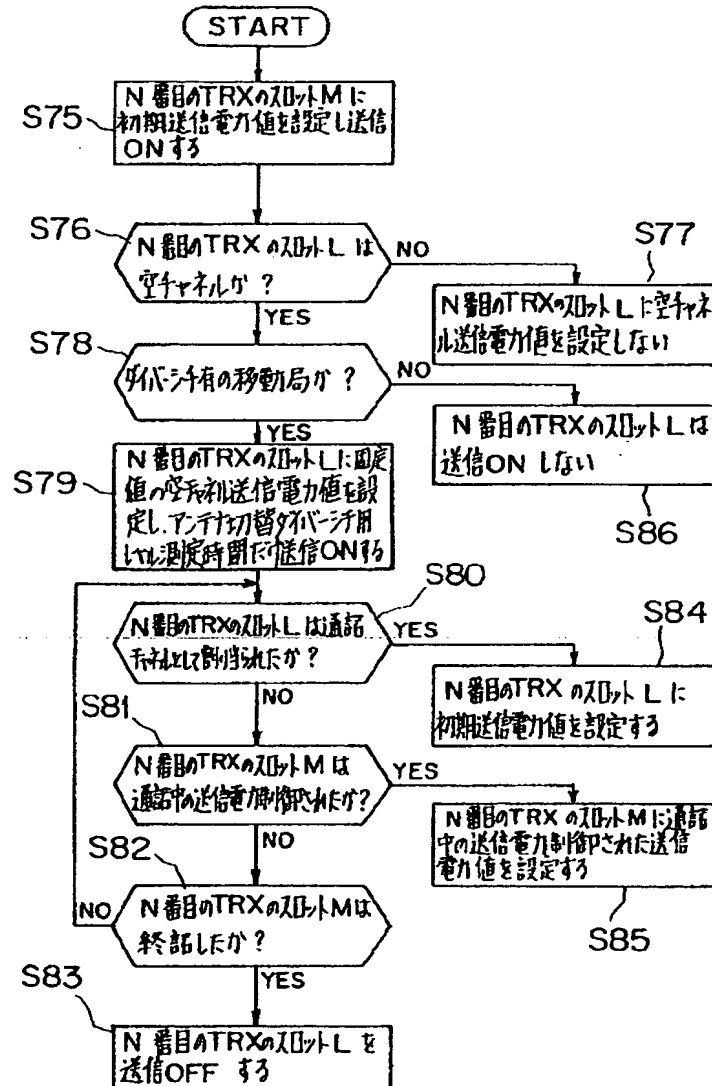 START
S75
N番目のTRXのスロットMに
初期送信電力値を設定し送信
ONする
S76
N番目のTRXのスロットLは
空チャネルか？
NO
YES
S77
N番目のTRXのスロットLに空チャネ
ル送信電力値を設定しない
S78
ダイバーシチ有の移動局か？
NO
YES
N番目のTRXのスロットLは
送信ONしない
S86
S79
N番目のTRXのスロットLに固定
値の空チャネル送信電力値を設
定し、アンテナ切替ダイバーシチ用
レベル測定時間だけ送信ONする
S80
N番目のTRXのスロットLは通話
チャネルとして割り当られたか？
YES
NO
S84
N番目のTRXのスロットLに
初期送信電力値を設定する
S81
N番目のTRXのスロットMは
通話中の送信電力制御されたか？
YES
NO
N番目のTRXのスロットMに通話
中の送信電力制御された送信
電力値を設定する
S85
S82
N番目のTRXのスロットMは
終話したか？
NO
YES
S83
N番目のTRXのスロットLを
送信OFFする